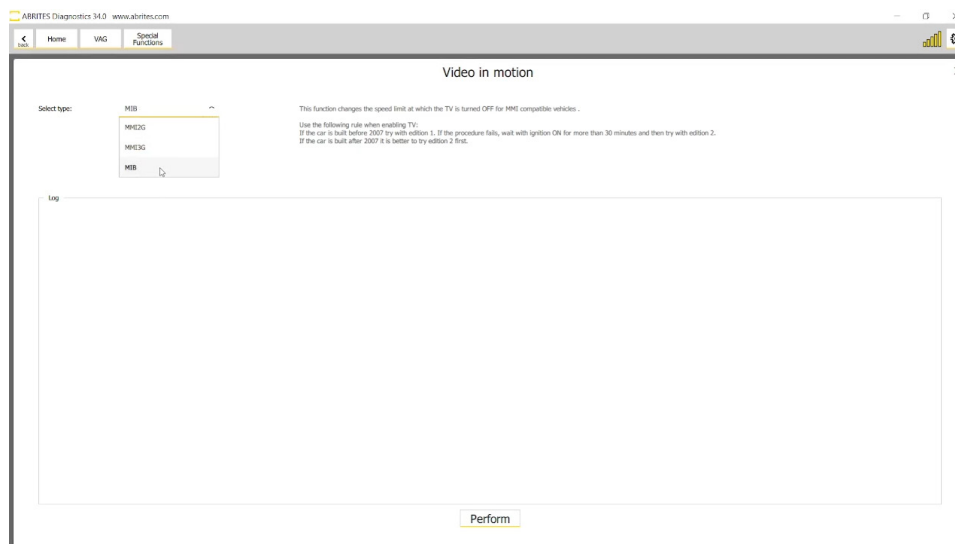 ABRITES Diagnostics 34.0 www.abrites.com
back
Home
VAG
Special
Functions
Video in motion
Select type:
MIB
MMI2G
MMI3G
MIB
This function changes the speed limit at which the TV is turned OFF for MMI compatible vehicles .
Use the following rule when enabling TV:
If the car is built before 2007 try with edition 1. If the procedure fails, wait with ignition ON for more than 30 minutes and then try with edition 2.
If the car is built after 2007 it is better to try edition 2 first.
Log
Perform